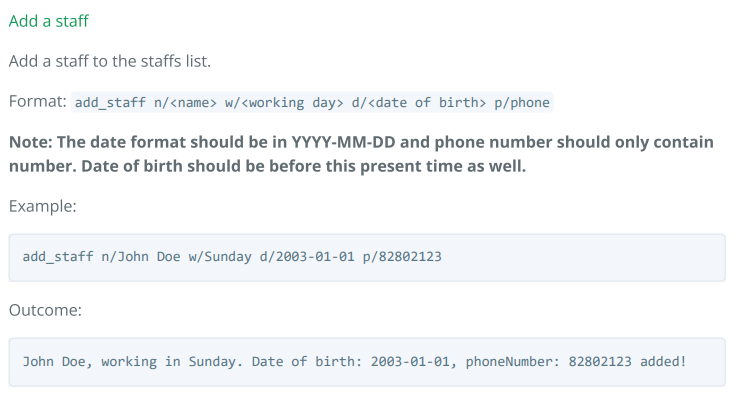 Add a staff
Add a staff to the staffs list.
Format: add_staff n/<name> w/<working day> d/<date of birth> p/phone
Note: The date format should be in YYYY-MM-DD and phone number should only contain
number. Date of birth should be before this present time as well.
Example:
add_staff n/John Doe w/Sunday d/2003-01-01 p/82802123
Outcome:
John Doe, working in Sunday. Date of birth: 2003-01-01, phoneNumber: 82802123 added!